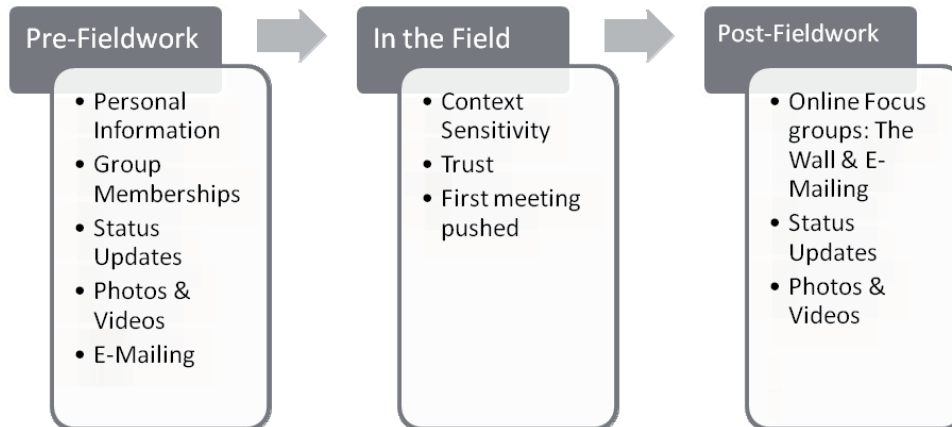 Pre-Fieldwork
• Personal
Information
• Group
Memberships
• Status
Updates
• Photos &
Videos
• E-Mailing
In the Field
• Context
Sensitivity
• Trust
• First meeting
pushed
Post-Fieldwork
• Online Focus
groups: The
Wall & E-
Mailing
• Status
Updates
• Photos &
Videos